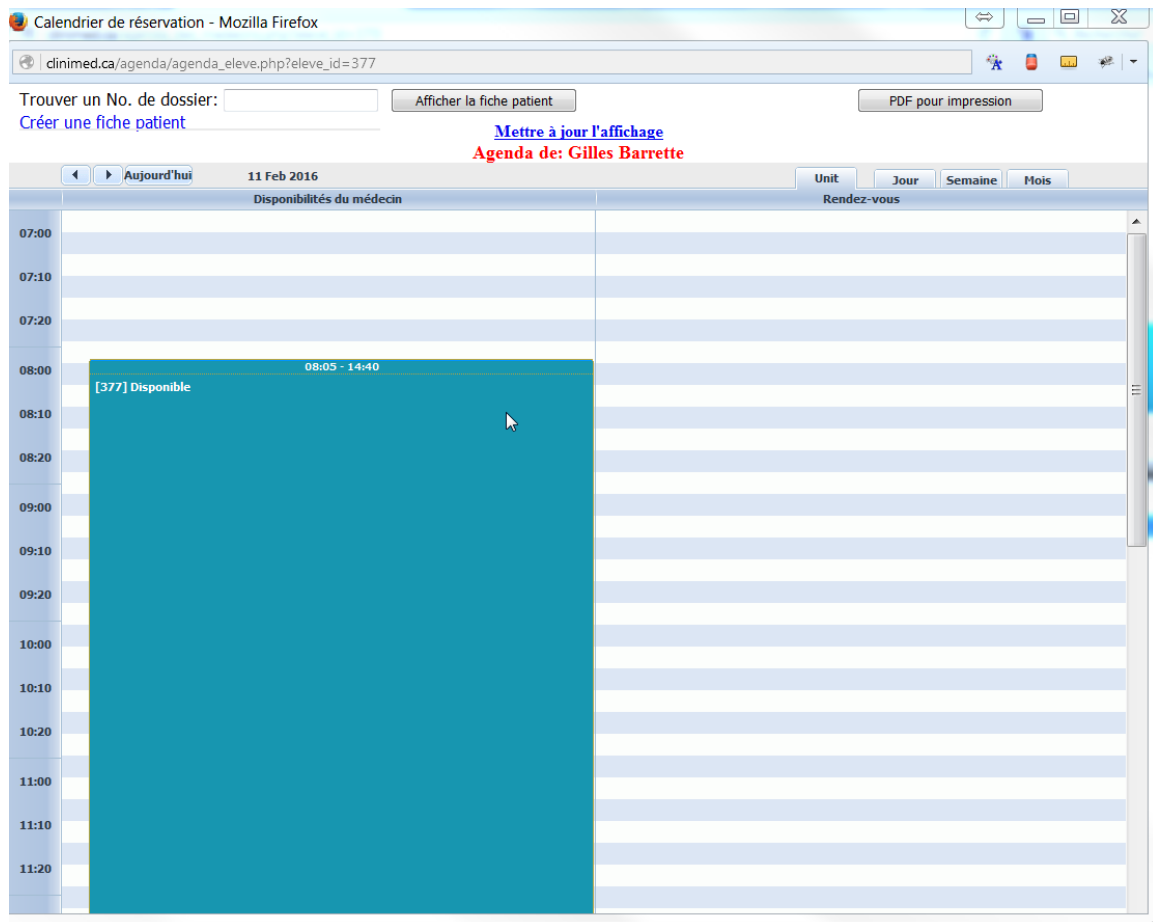 Calendrier de réservation - Mozilla Firefox
clinimed.ca/agenda/agenda_eleve.php?eleve_id=377
Trouver un No. de dossier: Afficher la fiche patient PDF pour impression
Créer une fiche patient
Mettre à jour l'affichage
Agenda de: Gilles Barrette
Aujourd'hui 11 Feb 2016 Unit Jour Semaine Mois
Disponibilités du médecin Rendez-vous
07:00
07:10
07:20
08:00 08:05 - 14:40
[377] Disponible
08:10
08:20
09:00
09:10
09:20
10:00
10:10
10:20
11:00
11:10
11:20